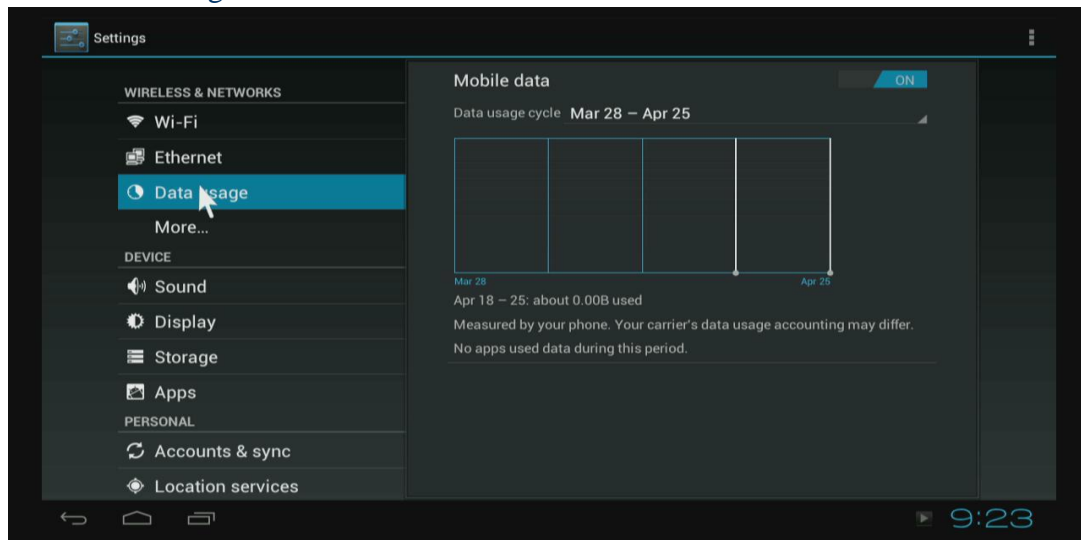 Settings
WIRELESS & NETWORKS
Wi-Fi
Ethernet
Data usage
More...
DEVICE
Sound
Display
Storage
Apps
PERSONAL
Accounts & sync
Location services
Mobile data
ON
Data usage cycle Mar 28 – Apr 25
Mar 28
Apr 25
Apr 18 – 25: about 0.00B used
Measured by your phone. Your carrier's data usage accounting may differ.
No apps used data during this period.
9:23